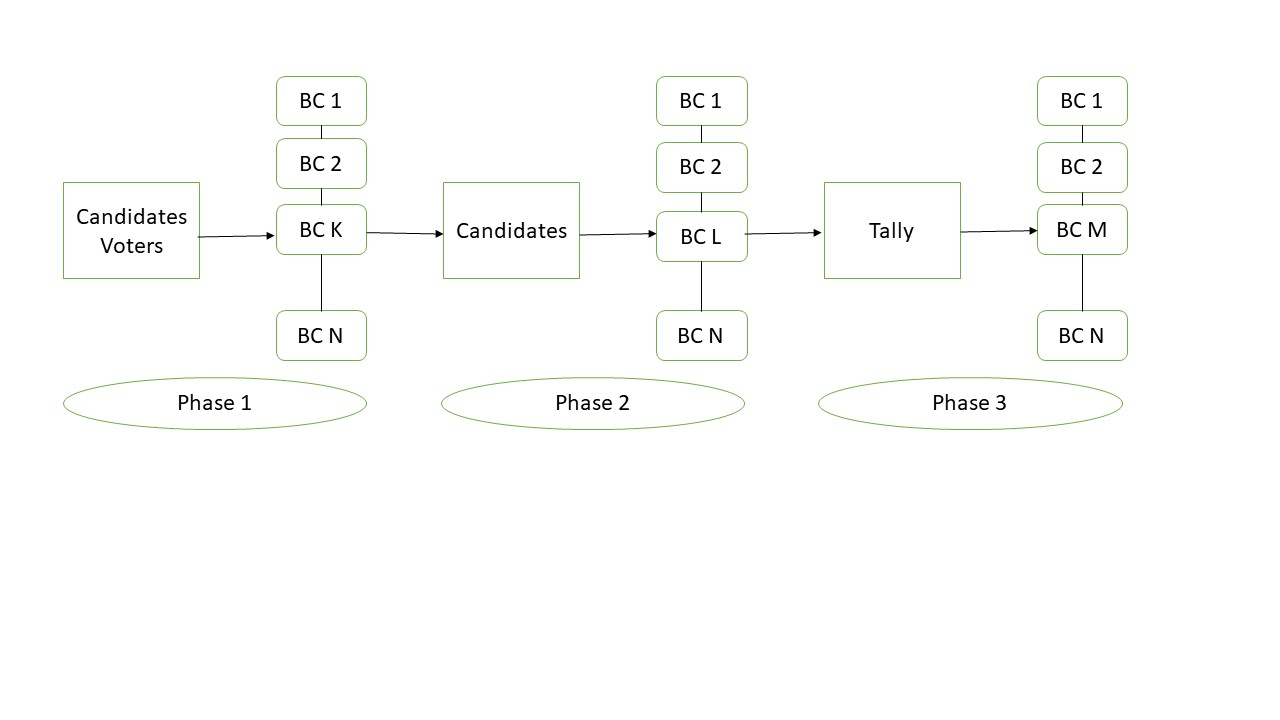 BC 1
BC 2
Candidates
Voters
BC K
BC N
Phase 1
BC 1
BC 2
Candidates
BC L
BC N
Phase 2
BC 1
BC 2
Tally
BC M
BC N
Phase 3